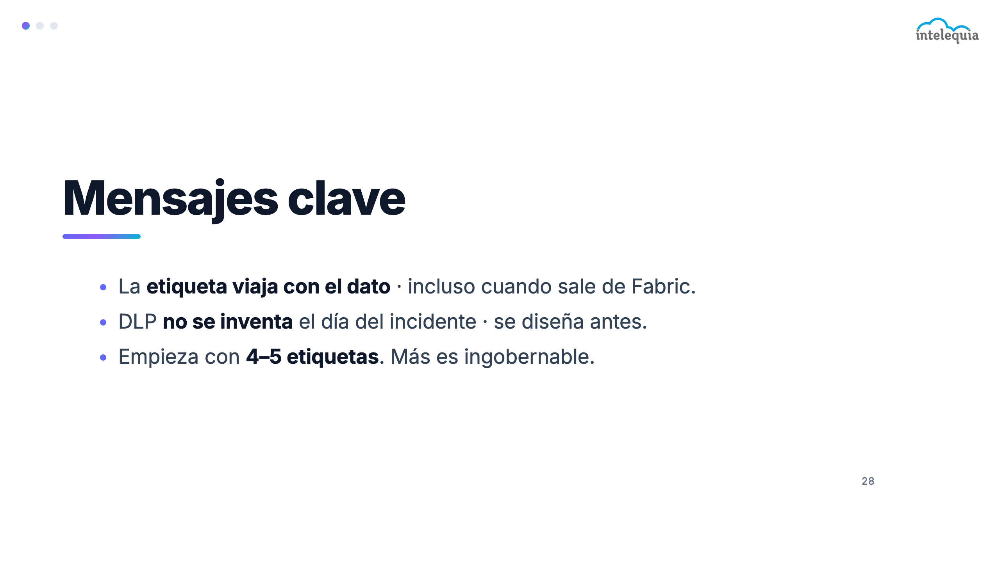 intelequia
Mensajes clave
La etiqueta viaja con el dato · incluso cuando sale de Fabric.
DLP no se inventa el día del incidente · se diseña antes.
Empieza con 4–5 etiquetas. Más es ingobernable.
28